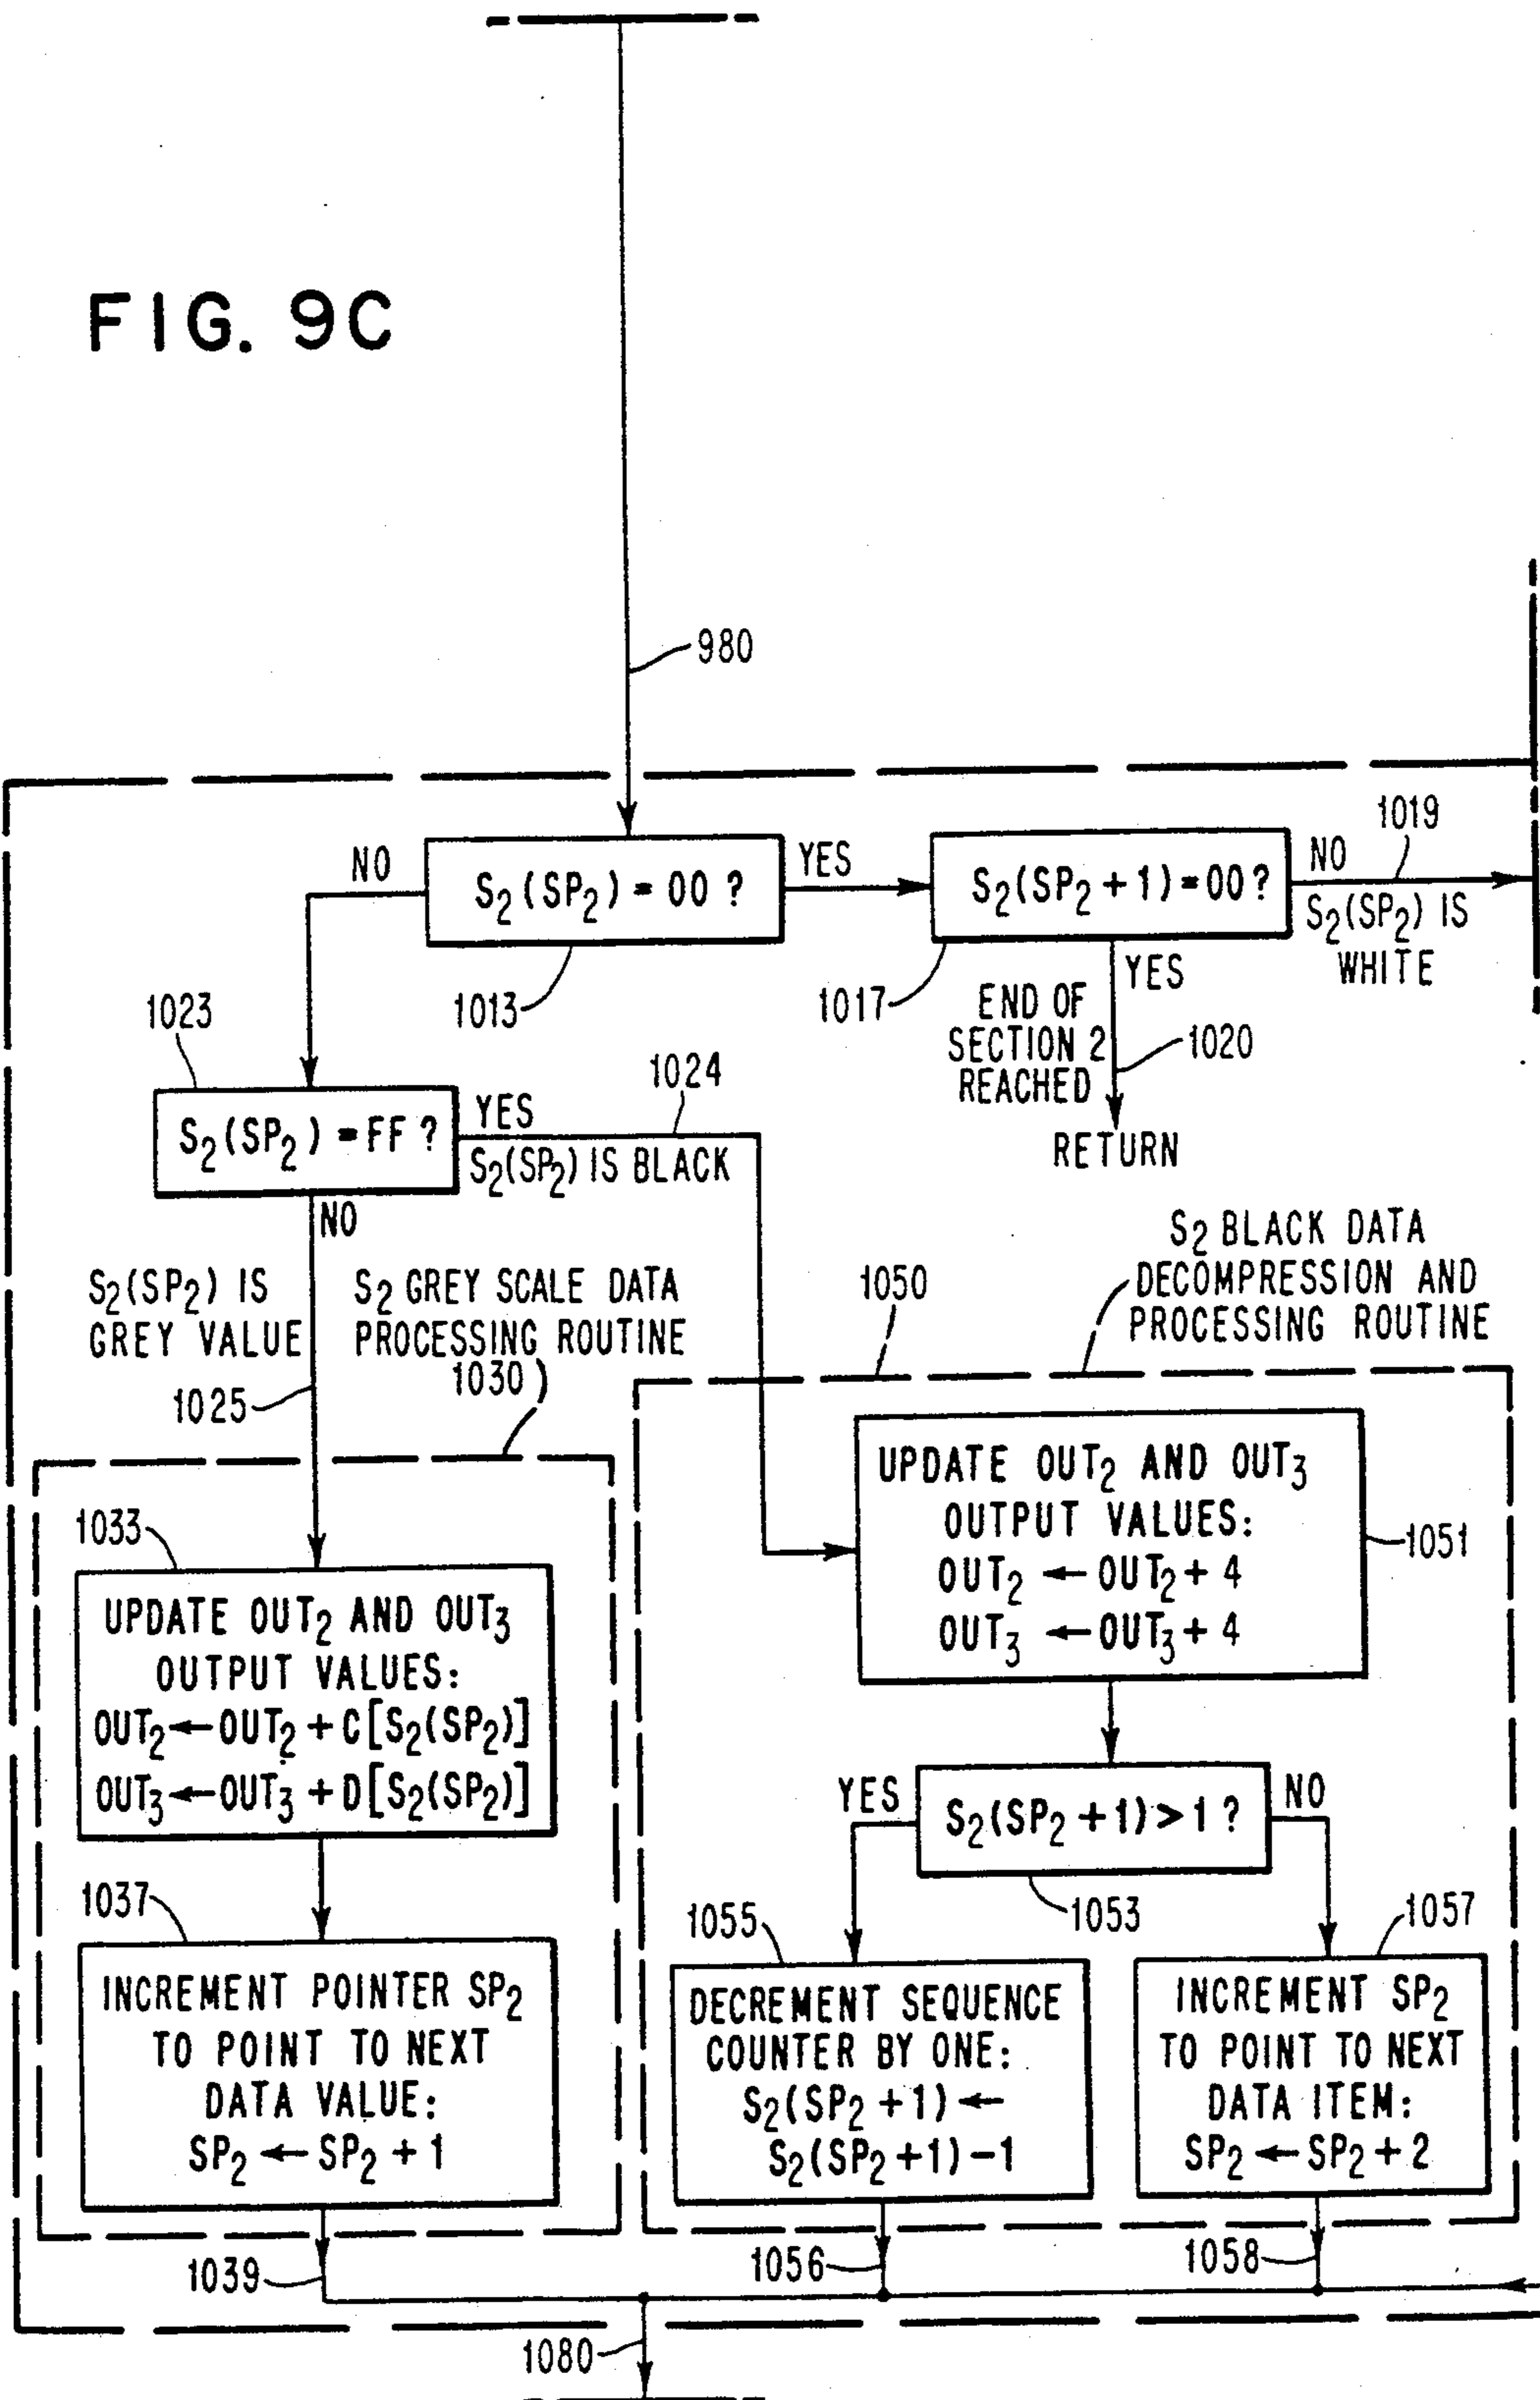 FIG. 9C
980
NO
S₂(SP₂) = 00 ?
YES
1013
S₂(SP₂ + 1) = 00 ?
1017
NO
1019
S₂(SP₂) IS
WHITE
YES
END OF
SECTION 2
REACHED
1020
RETURN
1023
S₂(SP₂) = FF ?
YES
1024
S₂(SP₂) IS BLACK
NO
S₂(SP₂) IS
GREY VALUE
1025
S₂ GREY SCALE DATA
PROCESSING ROUTINE
1030
1050
S₂ BLACK DATA
DECOMPRESSION AND
PROCESSING ROUTINE
1033
UPDATE OUT₂ AND OUT₃
OUTPUT VALUES:
OUT₂ ← OUT₂ + C[S₂(SP₂)]
OUT₃ ← OUT₃ + D[S₂(SP₂)]
1037
INCREMENT POINTER SP₂
TO POINT TO NEXT
DATA VALUE:
SP₂ ← SP₂ + 1
1039
UPDATE OUT₂ AND OUT₃
OUTPUT VALUES:
OUT₂ ← OUT₂ + 4
OUT₃ ← OUT₃ + 4
1051
YES
S₂(SP₂ + 1) > 1 ?
NO
1053
1055
DECREMENT SEQUENCE
COUNTER BY ONE:
S₂(SP₂ + 1) ←
S₂(SP₂ + 1) - 1
1056
1057
INCREMENT SP₂
TO POINT TO NEXT
DATA ITEM:
SP₂ ← SP₂ + 2
1058
1080